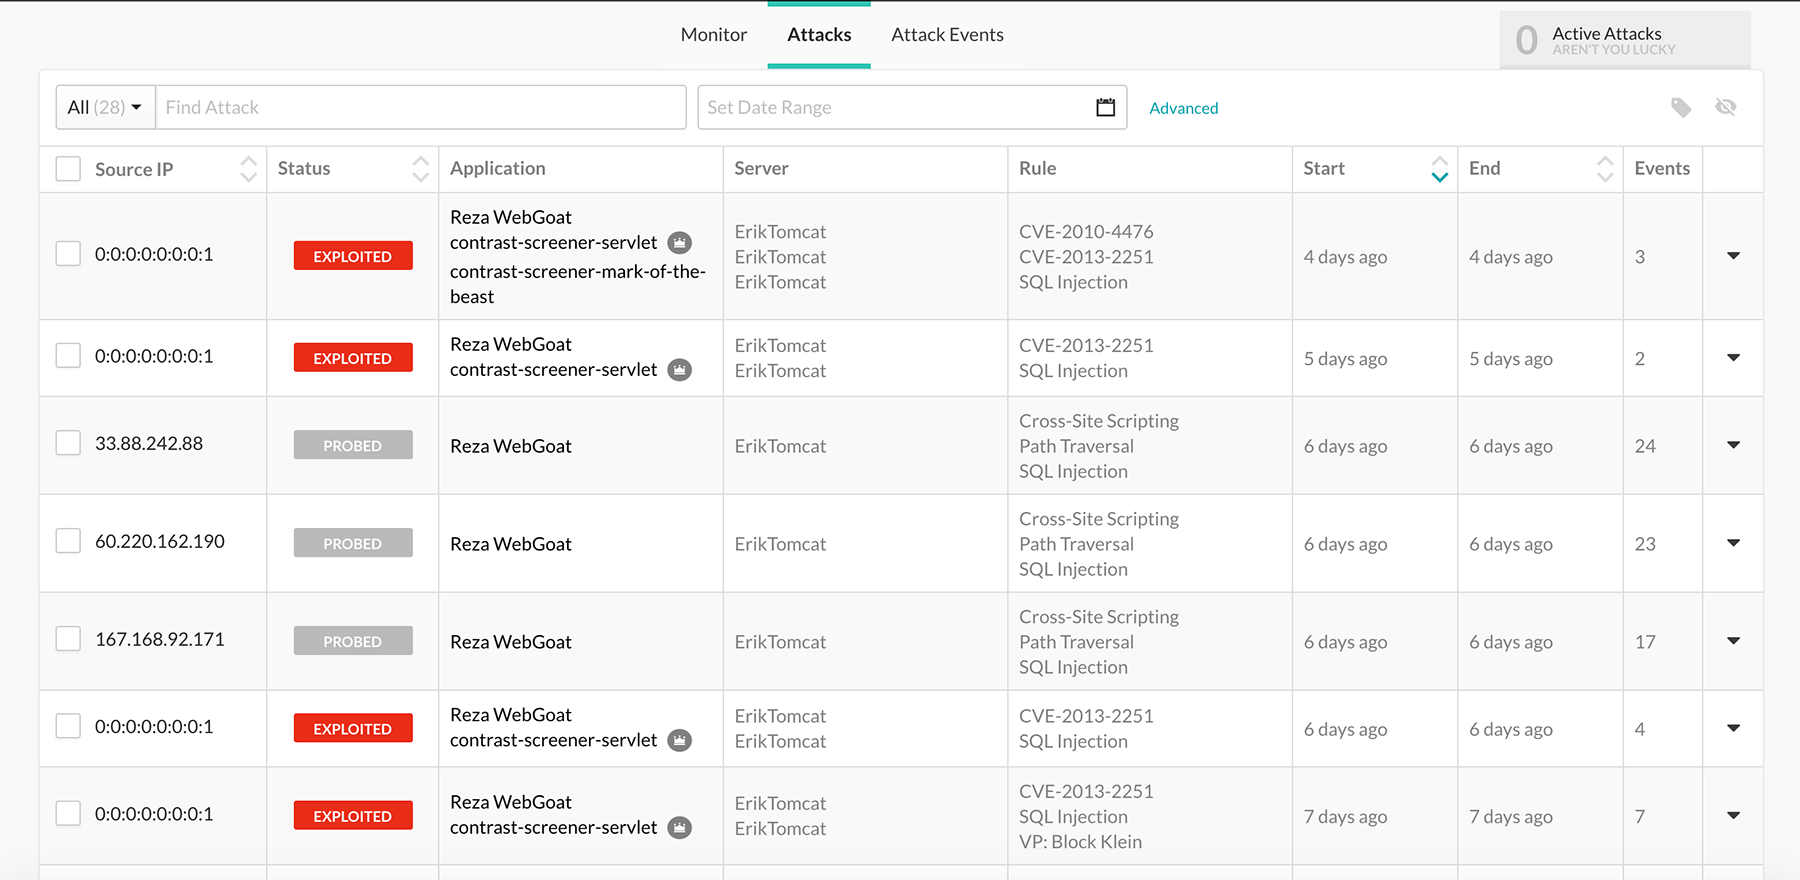 Monitor
Attacks
Attack Events
0
Active Attacks
AREN'T YOU LUCKY
All (28)
Find Attack
Set Date Range
Advanced
Source IP
Status
Application
Server
Rule
Start
End
Events
0:0:0:0:0:0:0:1
EXPLOITED
Reza WebGoat
contrast-screener-servlet
contrast-screener-mark-of-the-
beast
ErikTomcat
ErikTomcat
ErikTomcat
CVE-2010-4476
CVE-2013-2251
SQL Injection
4 days ago
4 days ago
3
0:0:0:0:0:0:0:1
EXPLOITED
Reza WebGoat
contrast-screener-servlet
ErikTomcat
ErikTomcat
CVE-2013-2251
SQL Injection
5 days ago
5 days ago
2
33.88.242.88
PROBED
Reza WebGoat
ErikTomcat
Cross-Site Scripting
Path Traversal
SQL Injection
6 days ago
6 days ago
24
60.220.162.190
PROBED
Reza WebGoat
ErikTomcat
Cross-Site Scripting
Path Traversal
SQL Injection
6 days ago
6 days ago
23
167.168.92.171
PROBED
Reza WebGoat
ErikTomcat
Cross-Site Scripting
Path Traversal
SQL Injection
6 days ago
6 days ago
17
0:0:0:0:0:0:0:1
EXPLOITED
Reza WebGoat
contrast-screener-servlet
ErikTomcat
ErikTomcat
CVE-2013-2251
SQL Injection
6 days ago
6 days ago
4
0:0:0:0:0:0:0:1
EXPLOITED
Reza WebGoat
contrast-screener-servlet
ErikTomcat
ErikTomcat
CVE-2013-2251
SQL Injection
VP: Block Klein
7 days ago
7 days ago
7